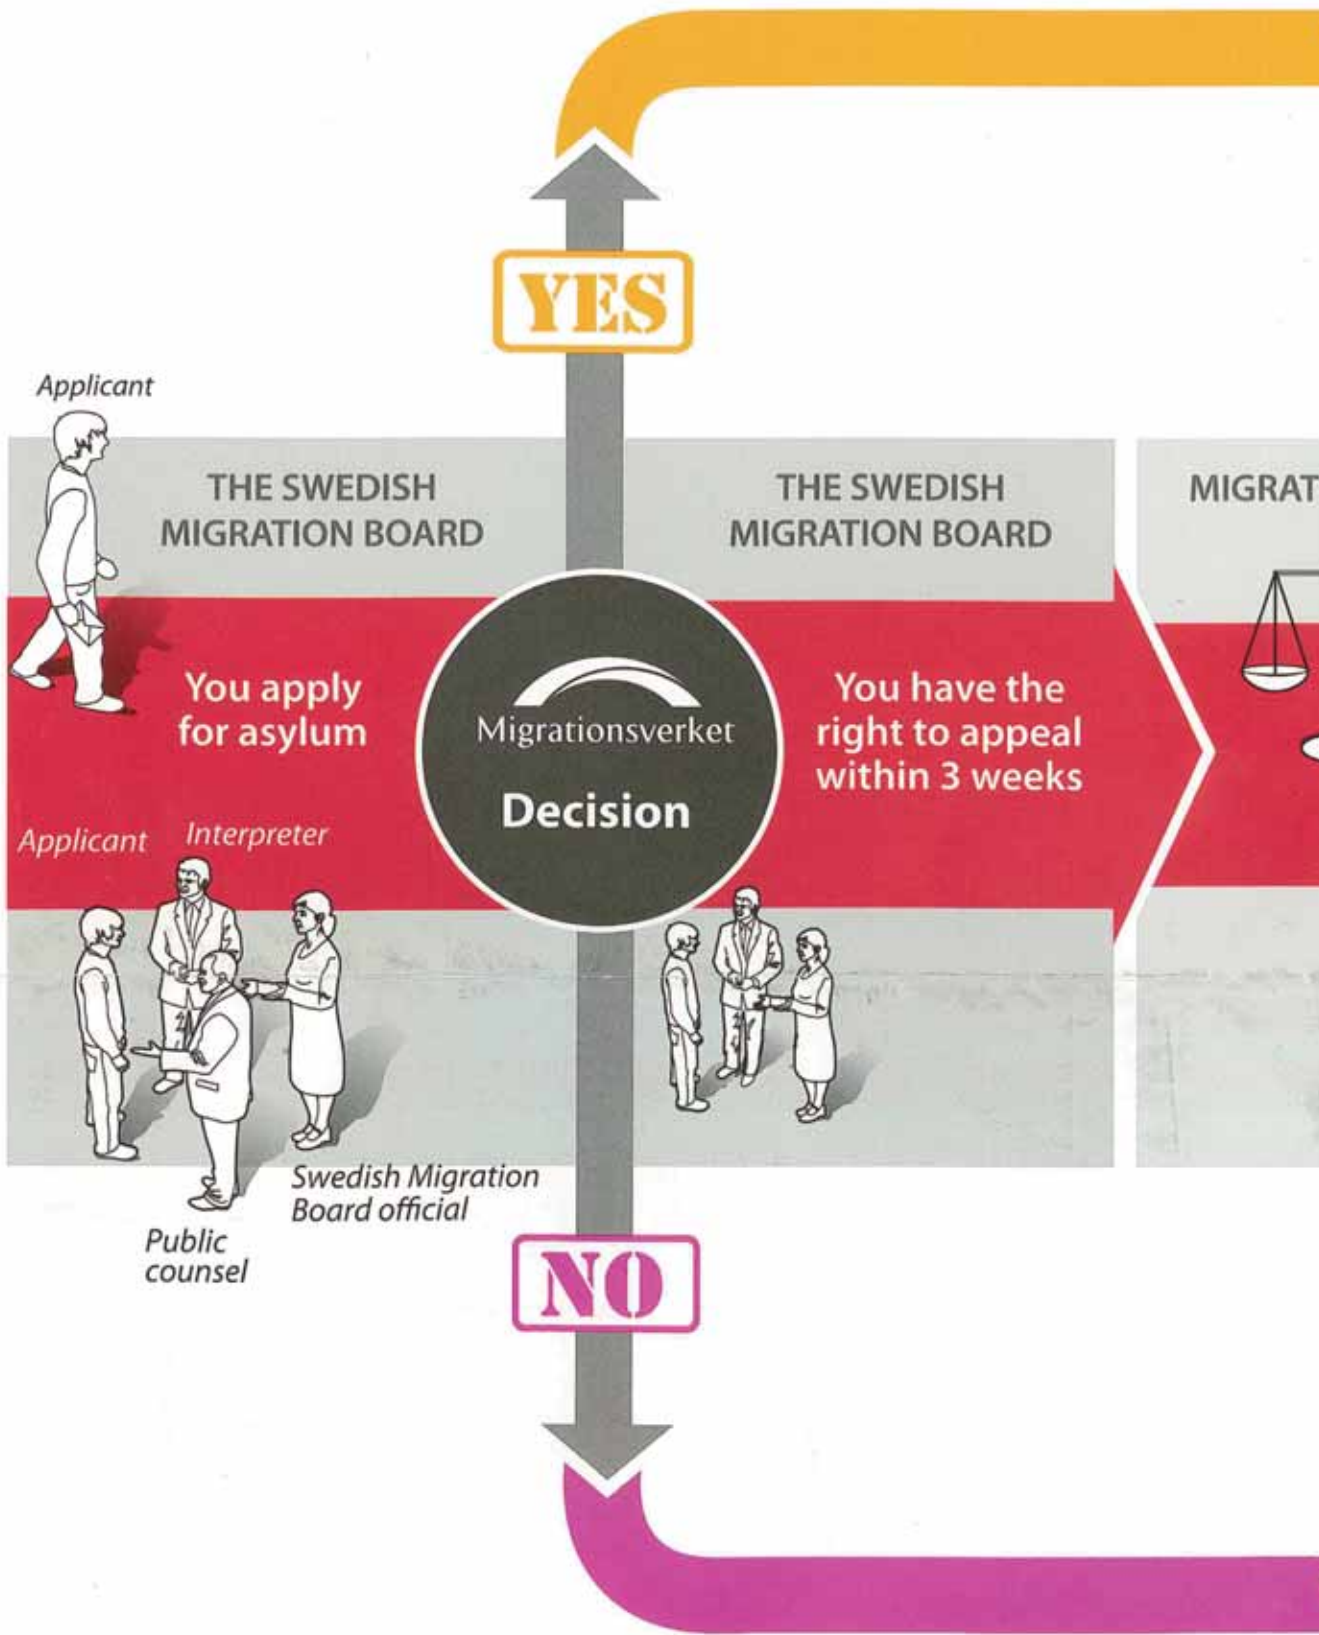 YES
Applicant
THE SWEDISH
MIGRATION BOARD
You apply
for asylum
Migrationsverket
Decision
THE SWEDISH
MIGRATION BOARD
You have the
right to appeal
within 3 weeks
MIGRAT
Applicant
Interpreter
Swedish Migration
Board official
Public
counsel
NO